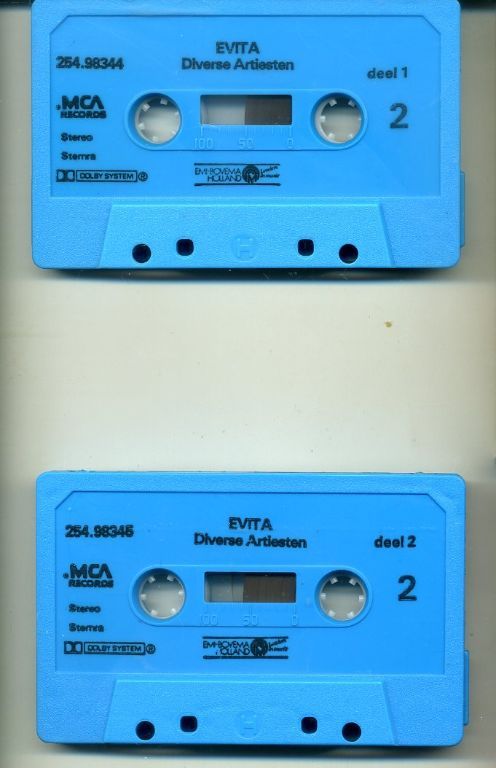 EVITA
Diverse Artiesten
254.98344
deel 1
MCA
RECORDS
2
Stereo
Stemra
100 50 0
DOLBY SYSTEM ®
EMI-BOVEMA
HOLLAND
EVITA
Diverse Artiesten
254.98345
deel 2
MCA
RECORDS
2
Stereo
Stemra
100 50 0
DOLBY SYSTEM ®
EMI-BOVEMA
HOLLAND